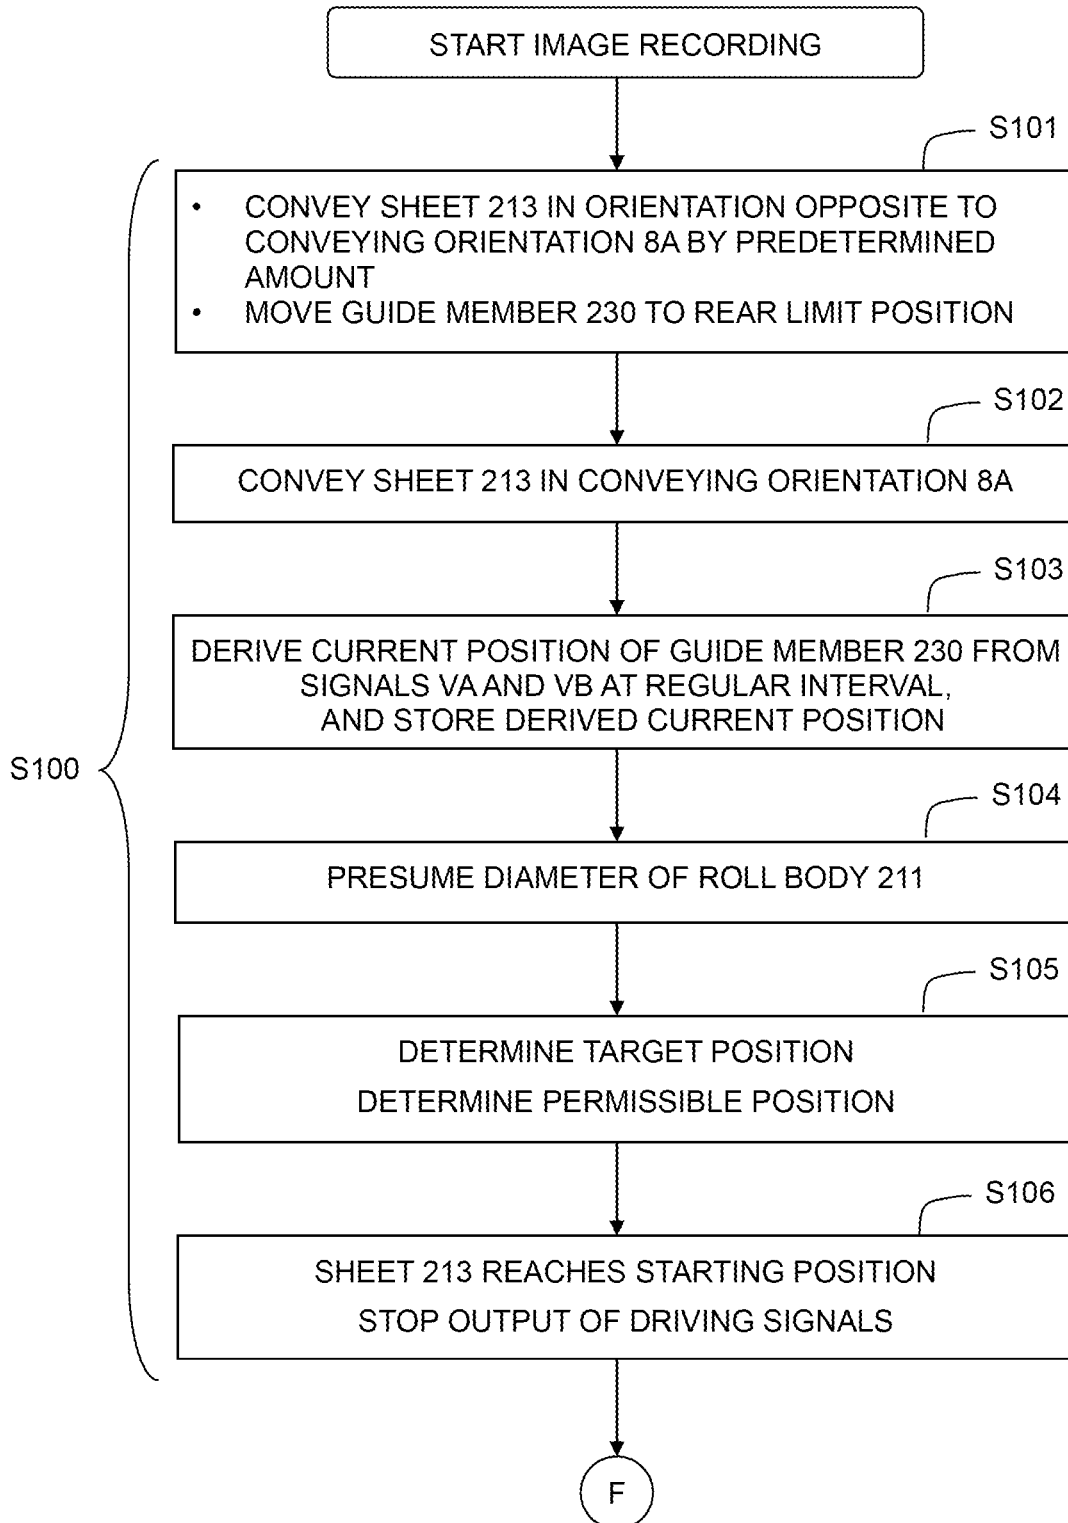 START IMAGE RECORDING
S101
• CONVEY SHEET 213 IN ORIENTATION OPPOSITE TO
CONVEYING ORIENTATION 8A BY PREDETERMINED
AMOUNT
• MOVE GUIDE MEMBER 230 TO REAR LIMIT POSITION
S102
CONVEY SHEET 213 IN CONVEYING ORIENTATION 8A
S103
DERIVE CURRENT POSITION OF GUIDE MEMBER 230 FROM
SIGNALS VA AND VB AT REGULAR INTERVAL,
AND STORE DERIVED CURRENT POSITION
S100
S104
PRESUME DIAMETER OF ROLL BODY 211
S105
DETERMINE TARGET POSITION
DETERMINE PERMISSIBLE POSITION
S106
SHEET 213 REACHES STARTING POSITION
STOP OUTPUT OF DRIVING SIGNALS
F